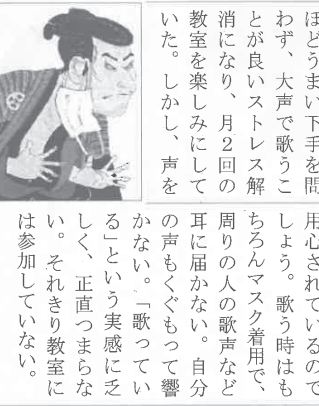 ほどうまい下手を問
わず、大声で歌うこ
とが良いストレス解
消になり、月2回の
教室を楽しみにして
いた。しかし、声を
用心されているので
しょう。歌う時はも
ちろんマスク着用で、
周りの人の歌声など
耳に届かない。自分
の声もくぐもって響
かない。「歌ってい
る」という実感に乏
しく、正直つまらな
い。それきり教室に
は参加していない。